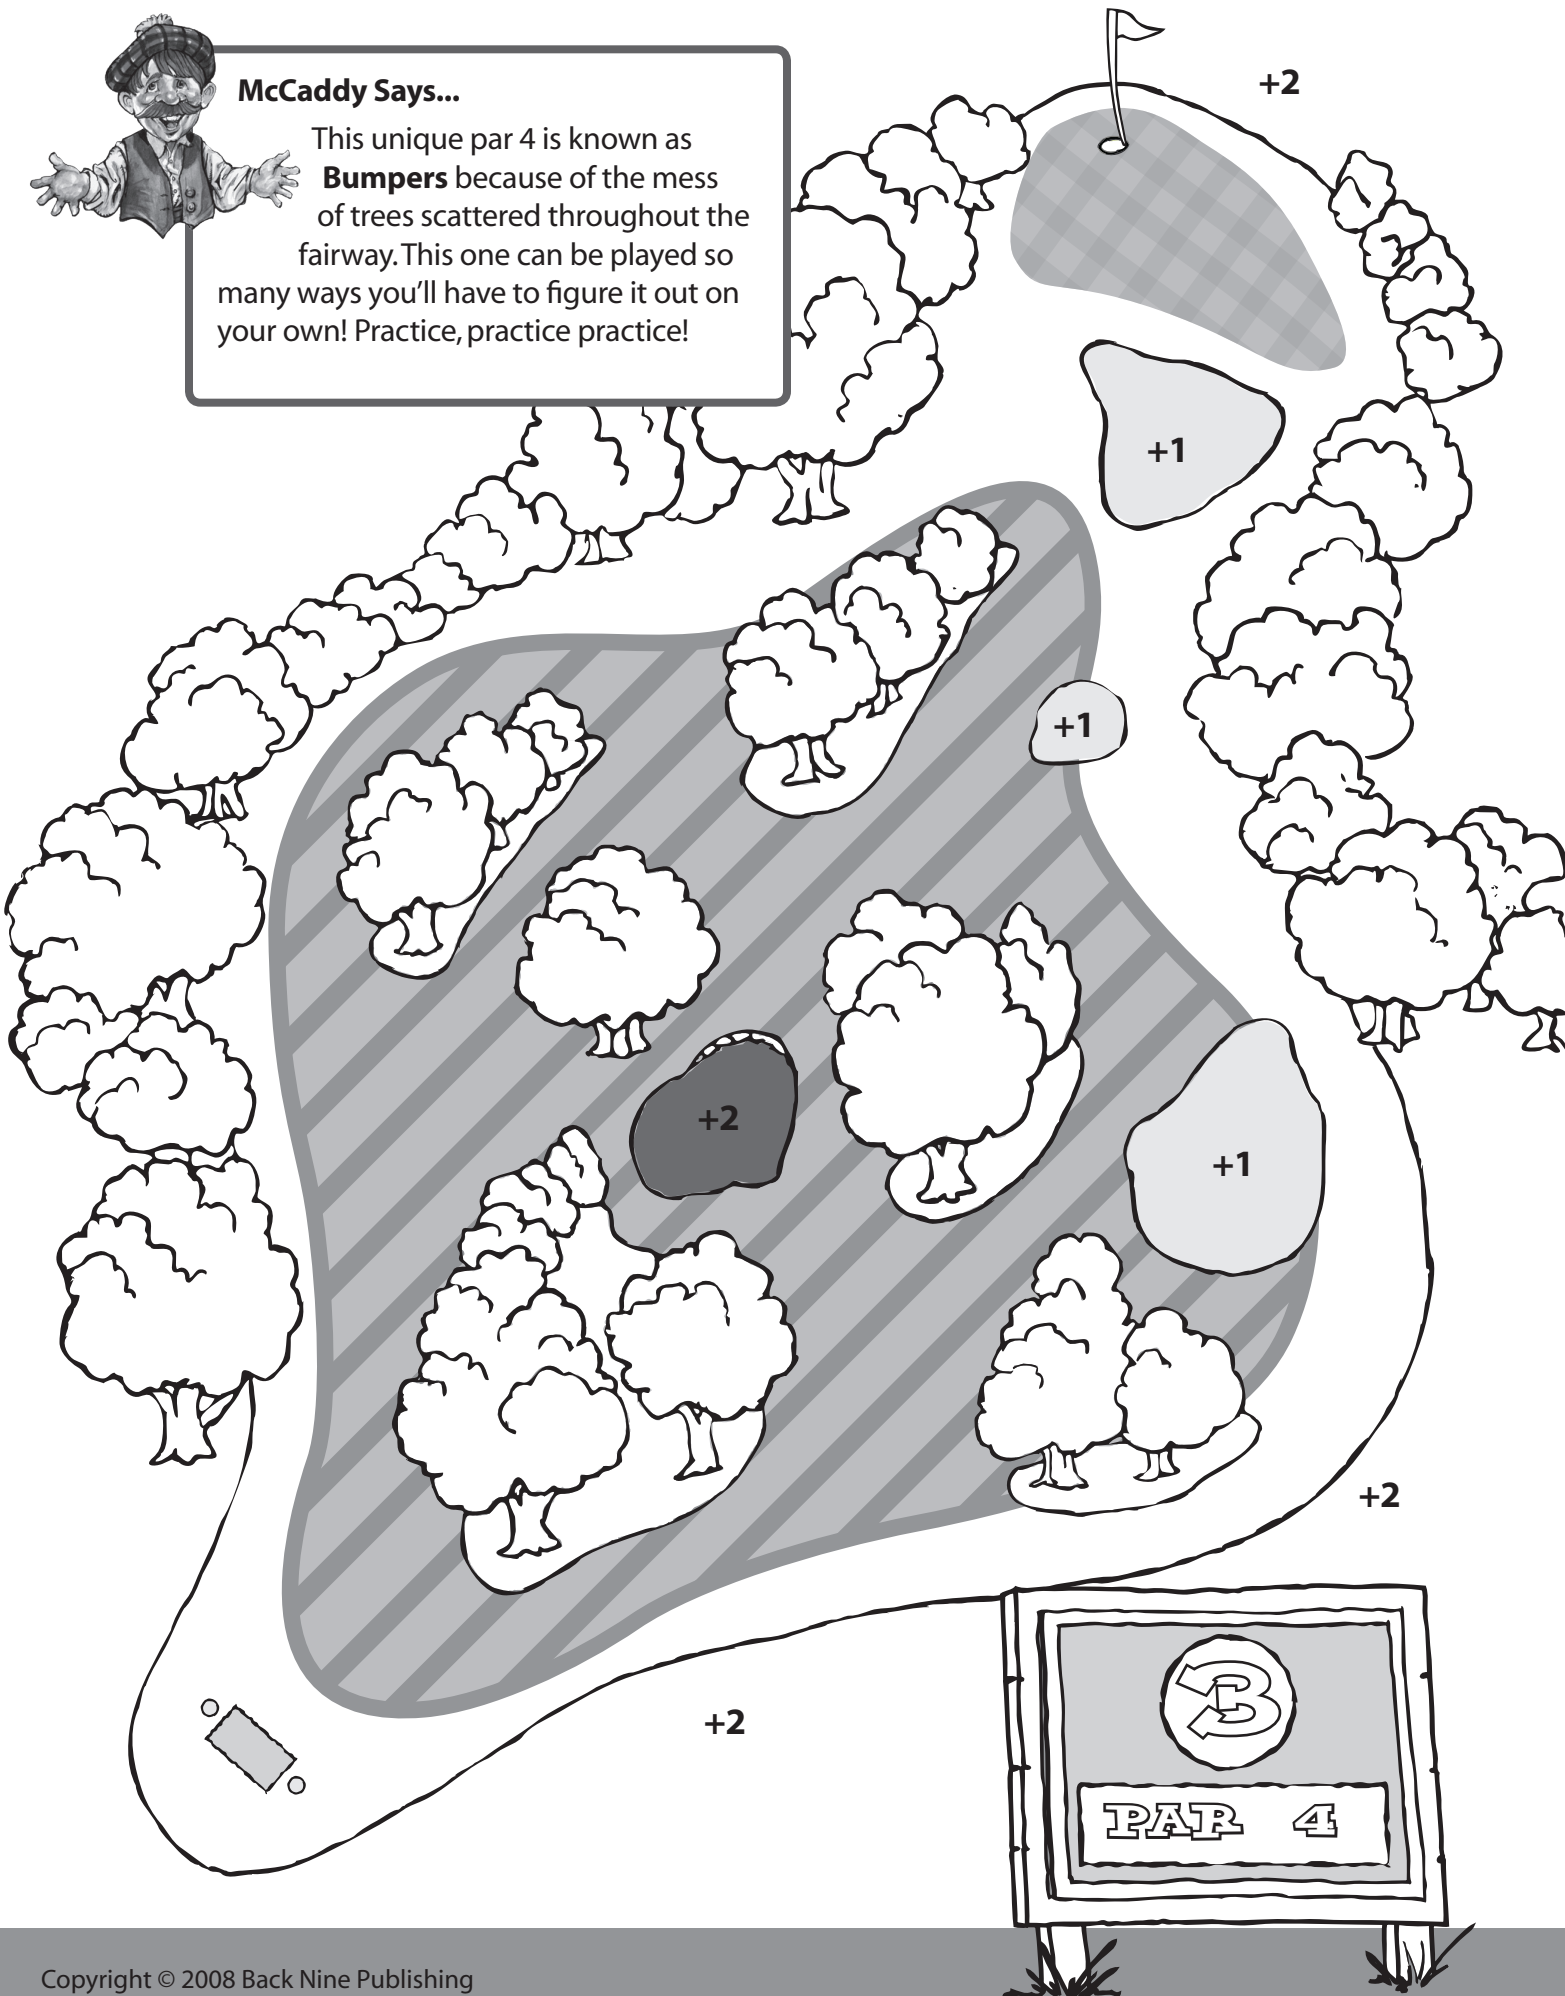 McCaddy Says...
This unique par 4 is known as
Bumpers because of the mess
of trees scattered throughout the
fairway. This one can be played so
many ways you'll have to figure it out on
your own! Practice, practice practice!
+2
+1
+1
+2
+1
+2
+2
3
PAR 4
Copyright © 2008 Back Nine Publishing